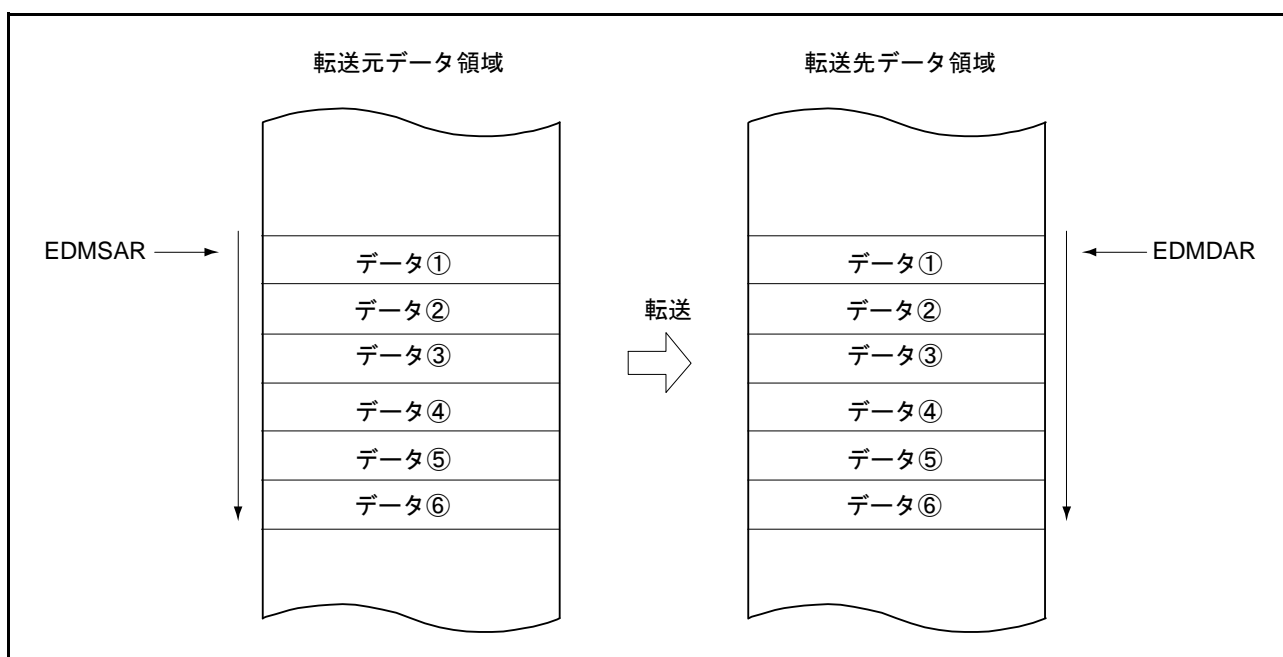 転送元データ領域
転送先データ領域
EDMSAR
データ①
データ②
データ③
データ④
データ⑤
データ⑥
転送
データ①
データ②
データ③
データ④
データ⑤
データ⑥
EDMDAR